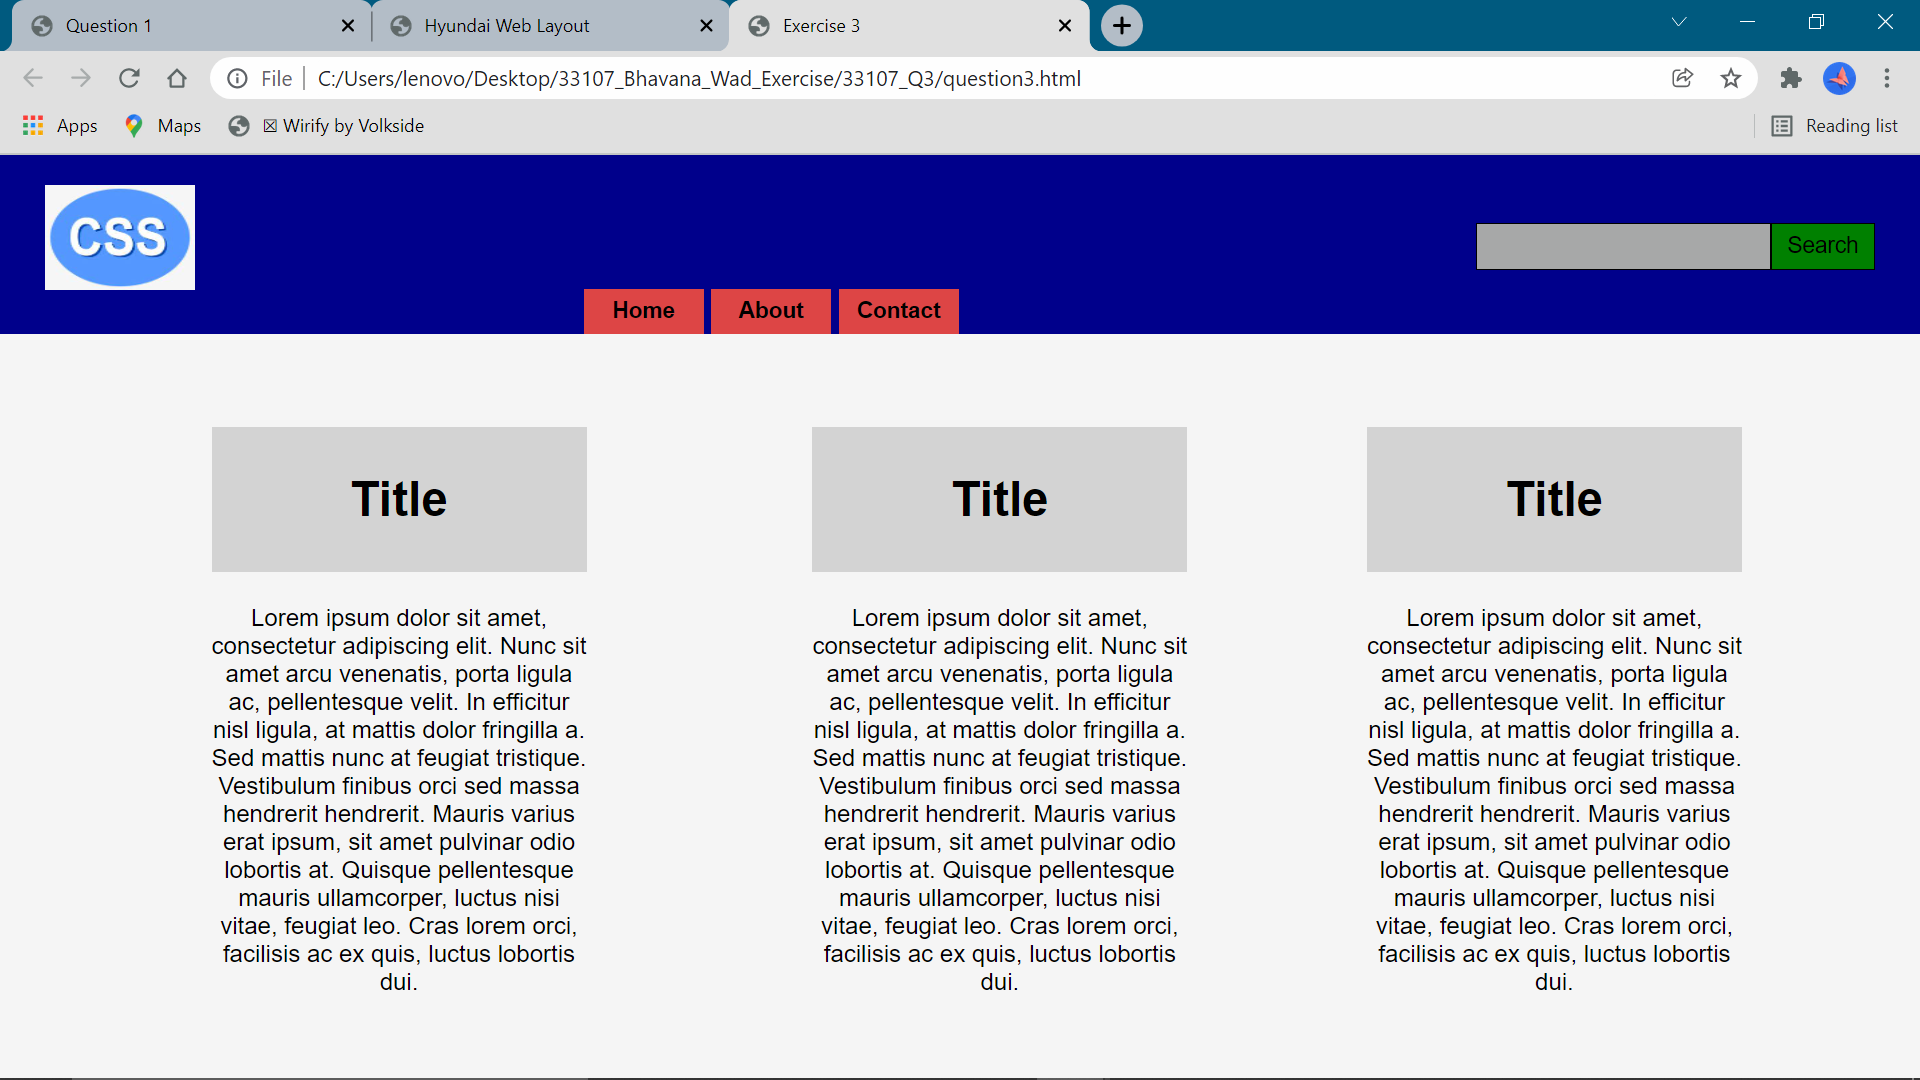 Question 1
Hyundai Web Layout
Exercise 3
File
C:/Users/lenovo/Desktop/33107_Bhavana_Wad_Exercise/33107_Q3/question3.html
Apps
Maps
☒ Wirify by Volkside
Reading list
CSS
Search
Home
About
Contact
Title
Lorem ipsum dolor sit amet,
consectetur adipiscing elit. Nunc sit
amet arcu venenatis, porta ligula
ac, pellentesque velit. In efficitur
nisl ligula, at mattis dolor fringilla a.
Sed mattis nunc at feugiat tristique.
Vestibulum finibus orci sed massa
hendrerit hendrerit. Mauris varius
erat ipsum, sit amet pulvinar odio
lobortis at. Quisque pellentesque
mauris ullamcorper, luctus nisi
vitae, feugiat leo. Cras lorem orci,
facilisis ac ex quis, luctus lobortis
dui.
Title
Lorem ipsum dolor sit amet,
consectetur adipiscing elit. Nunc sit
amet arcu venenatis, porta ligula
ac, pellentesque velit. In efficitur
nisl ligula, at mattis dolor fringilla a.
Sed mattis nunc at feugiat tristique.
Vestibulum finibus orci sed massa
hendrerit hendrerit. Mauris varius
erat ipsum, sit amet pulvinar odio
lobortis at. Quisque pellentesque
mauris ullamcorper, luctus nisi
vitae, feugiat leo. Cras lorem orci,
facilisis ac ex quis, luctus lobortis
dui.
Title
Lorem ipsum dolor sit amet,
consectetur adipiscing elit. Nunc sit
amet arcu venenatis, porta ligula
ac, pellentesque velit. In efficitur
nisl ligula, at mattis dolor fringilla a.
Sed mattis nunc at feugiat tristique.
Vestibulum finibus orci sed massa
hendrerit hendrerit. Mauris varius
erat ipsum, sit amet pulvinar odio
lobortis at. Quisque pellentesque
mauris ullamcorper, luctus nisi
vitae, feugiat leo. Cras lorem orci,
facilisis ac ex quis, luctus lobortis
dui.